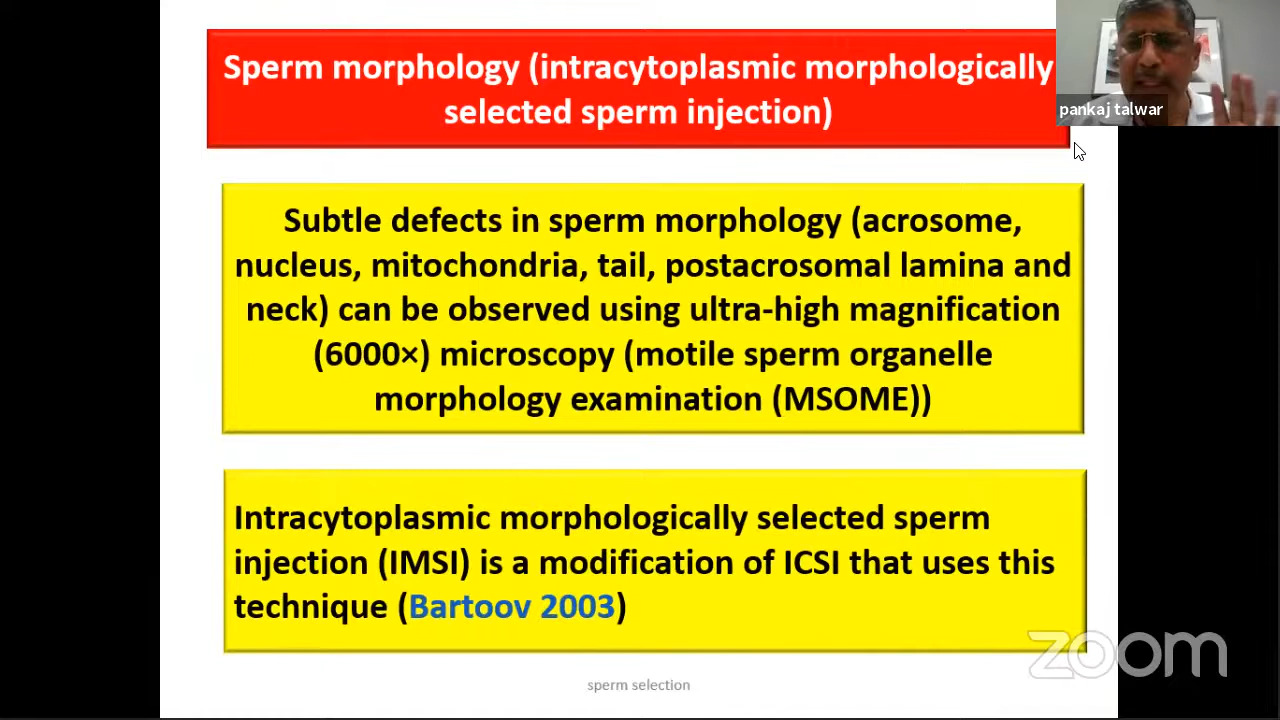 Sperm morphology (intracytoplasmic morphologically
selected sperm injection)
pankaj talwar
Subtle defects in sperm morphology (acrosome,
nucleus, mitochondria, tail, postacrosomal lamina and
neck) can be observed using ultra-high magnification
(6000×) microscopy (motile sperm organelle
morphology examination (MSOME))
Intracytoplasmic morphologically selected sperm
injection (IMSI) is a modification of ICSI that uses this
technique (Bartoov 2003)
zoom
sperm selection